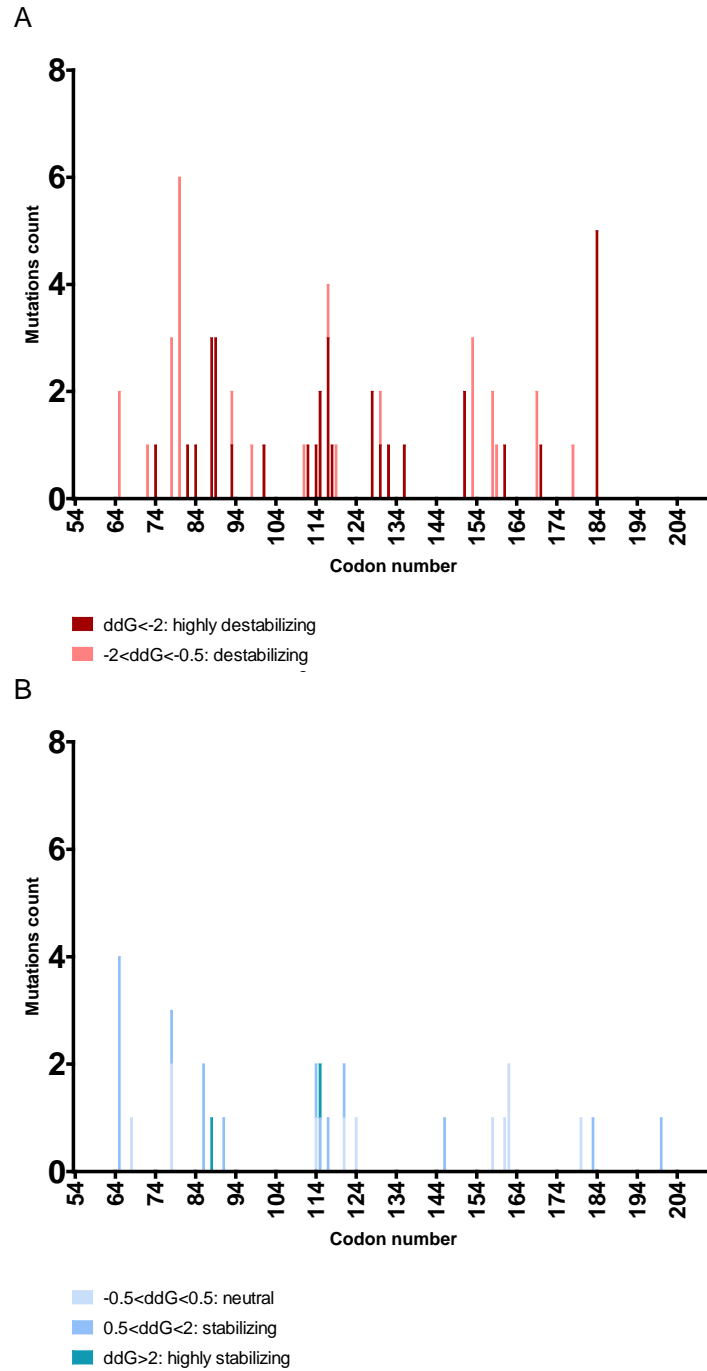 A
8
6
4
2
0
Mutations count
54 64 74 84 94 104 114 124 134 144 154 164 174 184 194 204
Codon number
ddG<-2: highly destabilizing
-2<ddG<-0.5: destabilizing
B
8
6
4
2
0
Mutations count
54 64 74 84 94 104 114 124 134 144 154 164 174 184 194 204
Codon number
-0.5<ddG<0.5: neutral
0.5<ddG<2: stabilizing
ddG>2: highly stabilizing